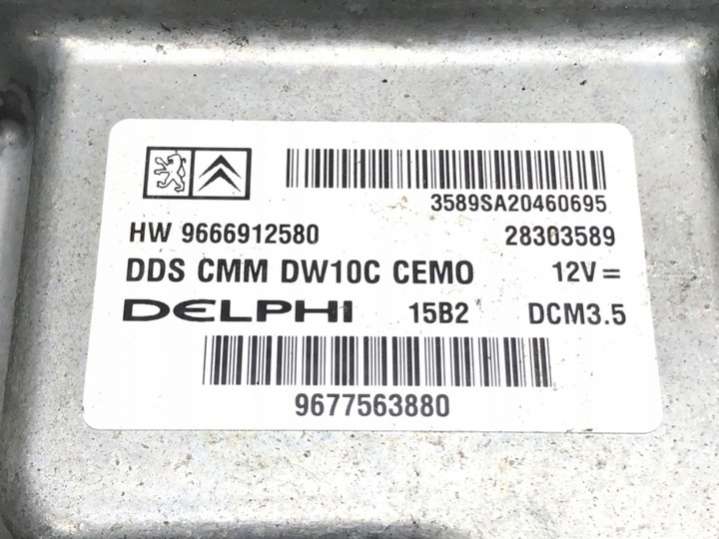 3589SA20460695
HW 9666912580 28303589
DDS CMM DW10C CEMO 12V =
DELPHI 15B2 DCM3.5
9677563880